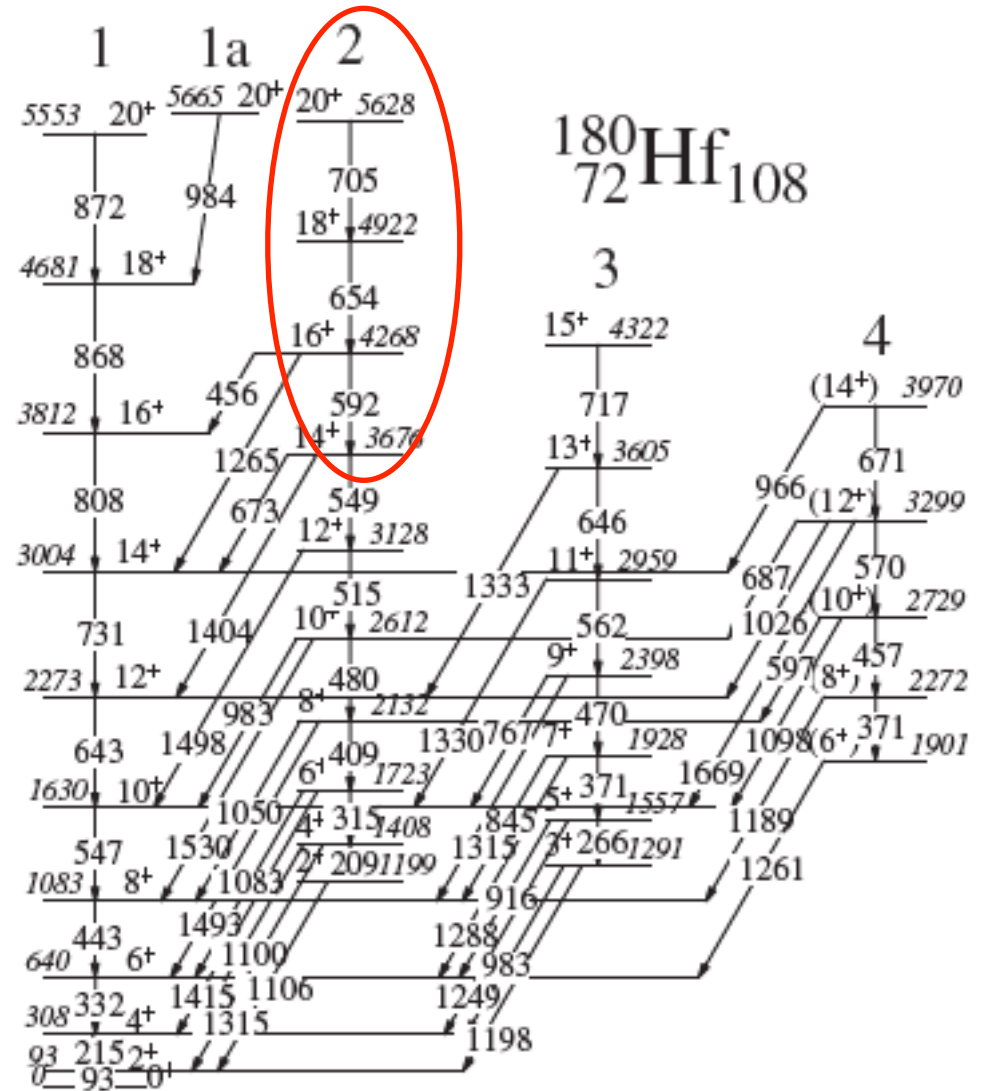 1 1a 2
5553 20+ 5665 20+ 20+ 5628
180
72 Hf 108
872 984 705
18+ 4922
4681 18+ 3
654 15+ 4322
16+ 4268 4
868 456 592 717 (14+) 3970
3812 16+ 14+ 3676 13+ 3605
1265 673 549 646 966 671
808 12+ 3128 (12+) 3299
3004 14+ 11+ 2959
515 1333 687 570
731 1404 10+ 2612 562 1026 (10+) 2729
9+ 2398 597 457
2273 12+ 480 (8+) 2272
983 8+ 2132 470
643 1498 409 1330 767 7+ 1928 1098 371
6+ 1723 (6+) 1901
1630 10+ 371 1669
1050 315 1408 5+ 1557
547 1530 4+ 845 1189
2+ 209 1199 1315 3+ 266 1291
1083 8+ 1083 916 1261
443 1493 1288
640 6+ 1100 983
332 1415 1106 1249
308 4+ 1315 1198
93 215 2+
0 93 0+